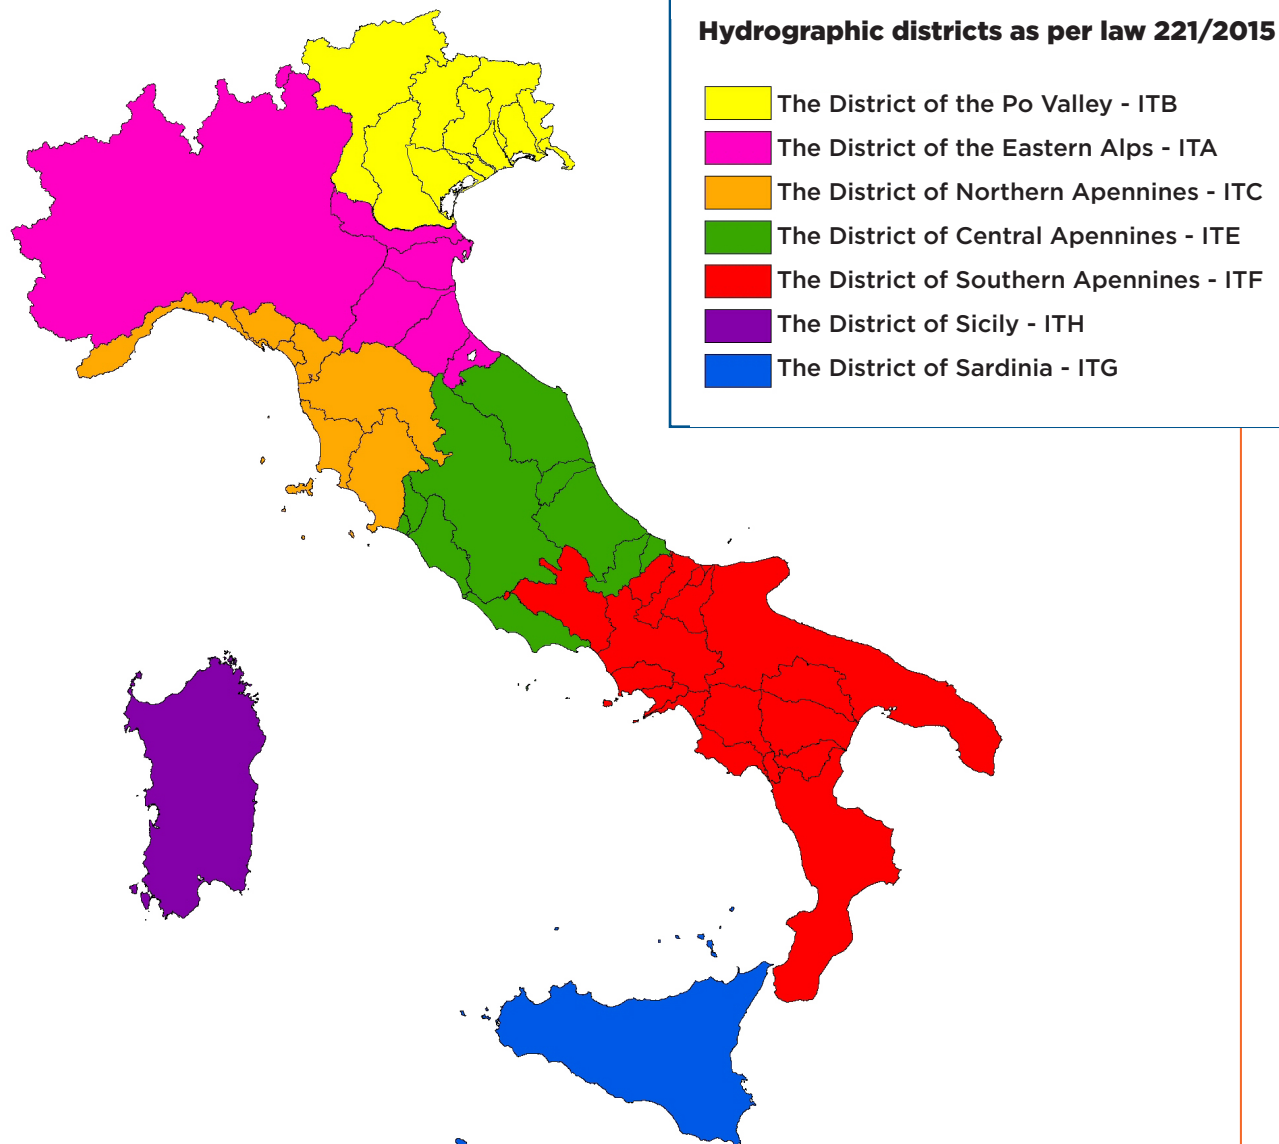 Hydrographic districts as per law 221/2015
The District of the Po Valley - ITB
The District of the Eastern Alps - ITA
The District of Northern Apennines - ITC
The District of Central Apennines - ITE
The District of Southern Apennines - ITF
The District of Sicily - ITH
The District of Sardinia - ITG